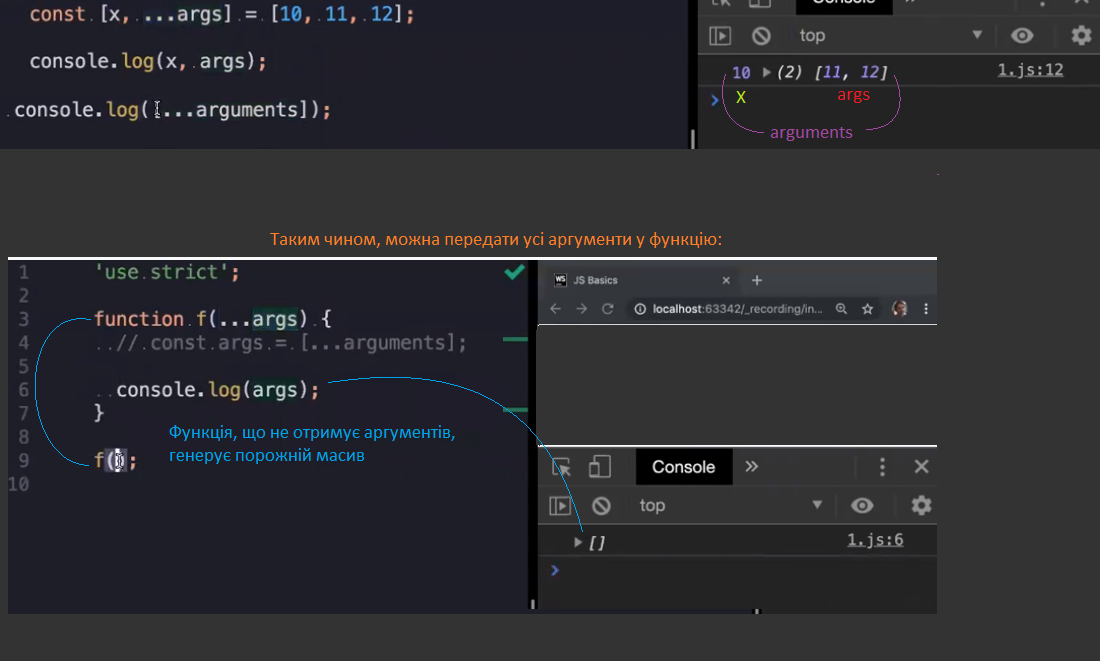 const [x, ...args] = [10, 11, 12];
console.log(x, args);
console.log([...arguments]);
Console
top
10 (2) [11, 12] 1.js:12
X args
arguments
Таким чином, можна передати усі аргументи у функцію:
1 'use strict';
2
3 function f(...args) {
4 // const args = [...arguments];
5
6 console.log(args);
7 }
8
9 f();
10
Функція, що не отримує аргументів,
генерує порожній масив
WS JS Basics
localhost:63342/_recording/in...
Console
top
[] 1.js:6